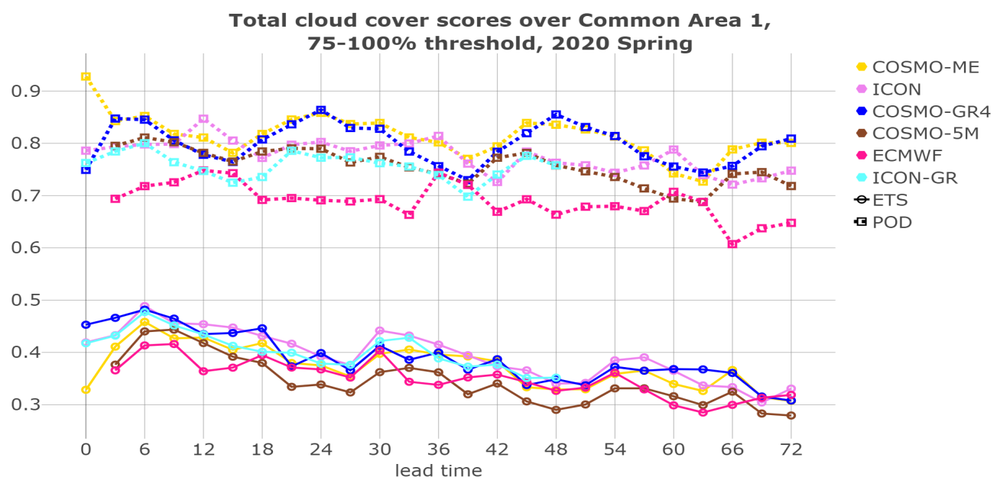 Total cloud cover scores over Common Area 1,
75-100% threshold, 2020 Spring
0.9
0.8
0.7
0.6
0.5
0.4
0.3
0 6 12 18 24 30 36 42 48 54 60 66 72
lead time
COSMO-ME
ICON
COSMO-GR4
COSMO-5M
ECMWF
ICON-GR
ETS
POD